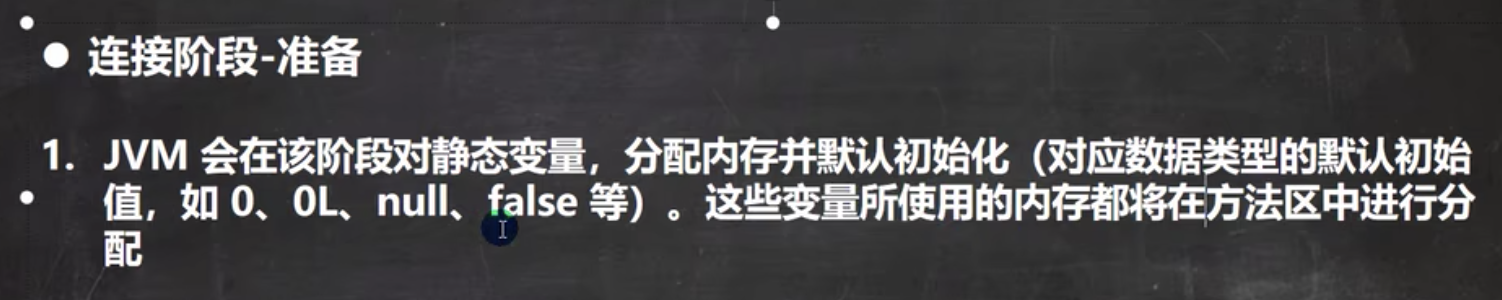 ● 连接阶段-准备
1. JVM 会在该阶段对静态变量，分配内存并默认初始化（对应数据类型的默认初始
值，如 0、0L、null、false 等）。这些变量所使用的内存都将在方法区中进行分
配